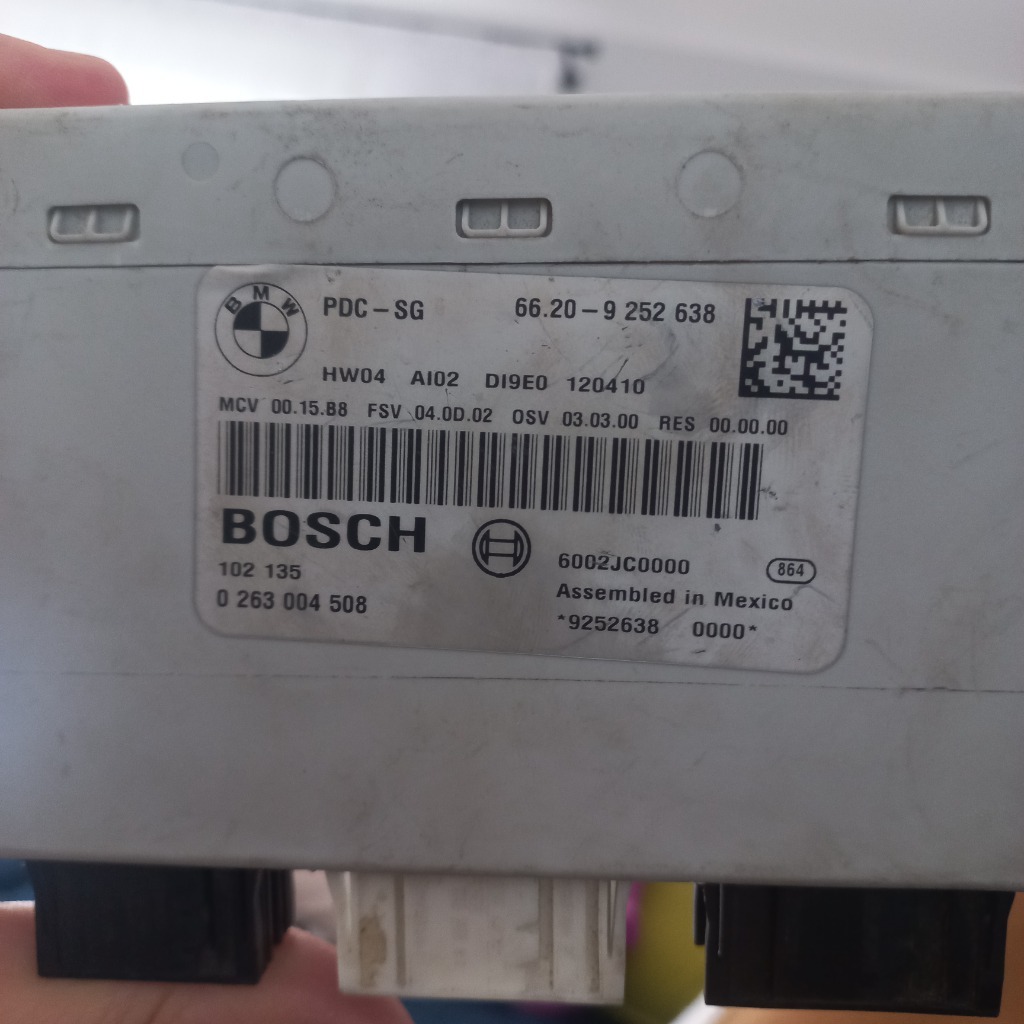 BMW
PDC – SG 66.20 – 9 252 638
HW04 AI02 DI9E0 120410
MCV 00.15.B8 FSV 04.0D.02 OSV 03.03.00 RES 00.00.00
BOSCH
102 135
0 263 004 508
6002JC0000 864
Assembled in Mexico
*9252638 0000*